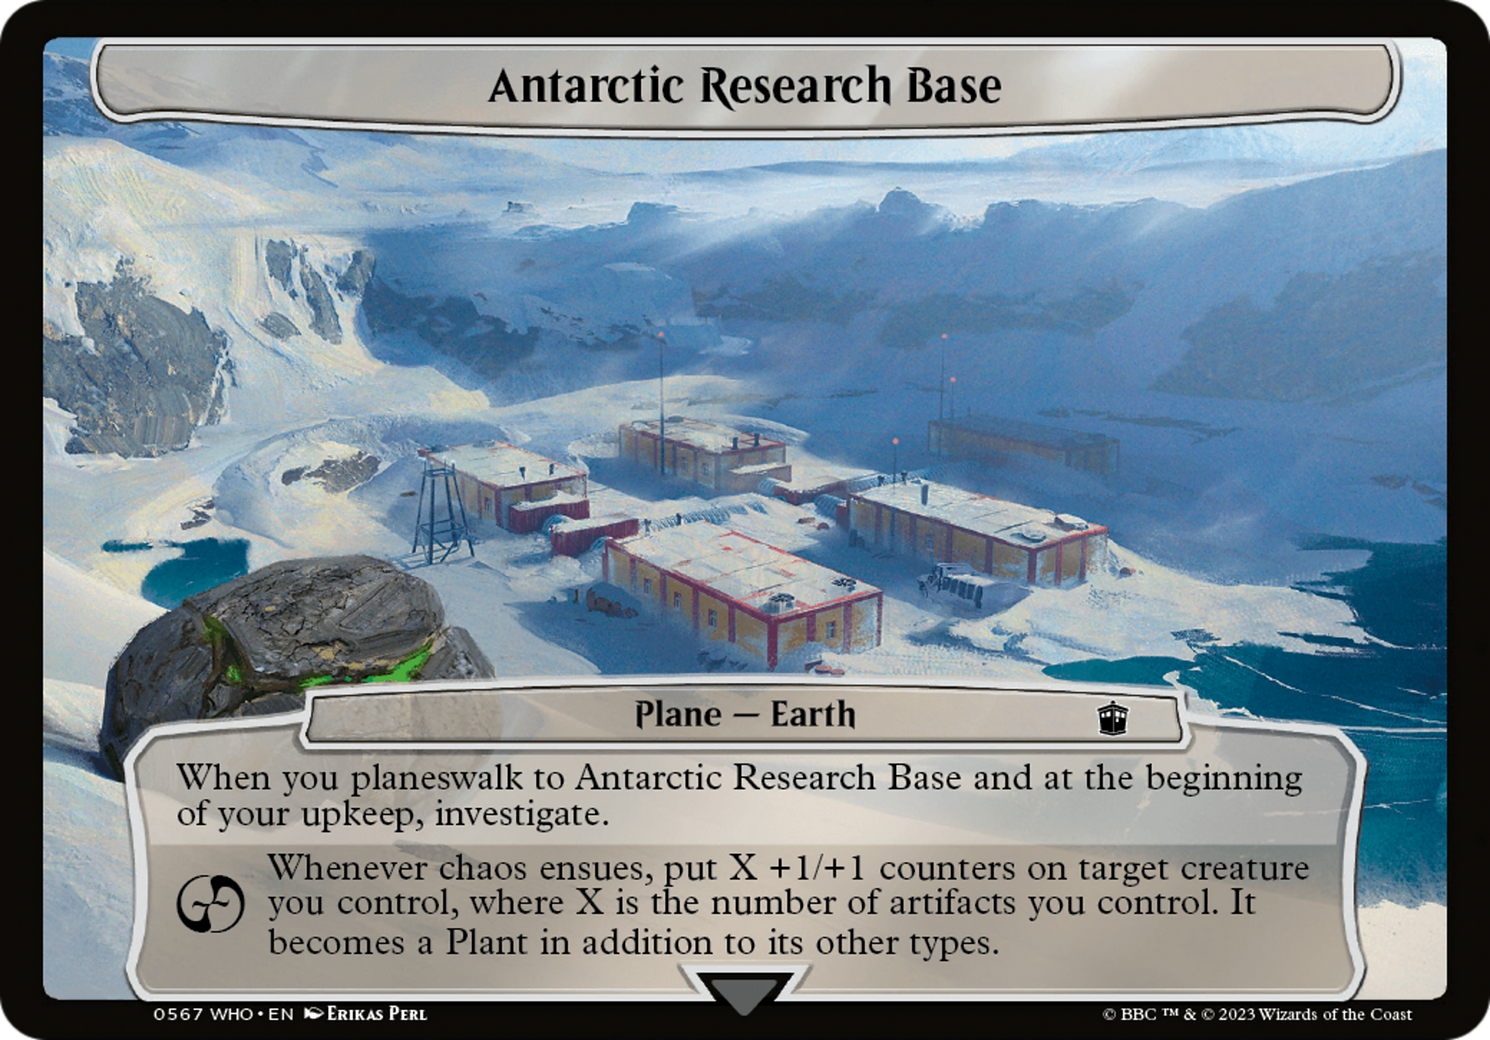 Antarctic Research Base
Plane — Earth
When you planeswalk to Antarctic Research Base and at the beginning
of your upkeep, investigate.
Whenever chaos ensues, put X +1/+1 counters on target creature
you control, where X is the number of artifacts you control. It
becomes a Plant in addition to its other types.
0567 WHO • EN Erikas Perl
© BBC ™ & © 2023 Wizards of the Coast